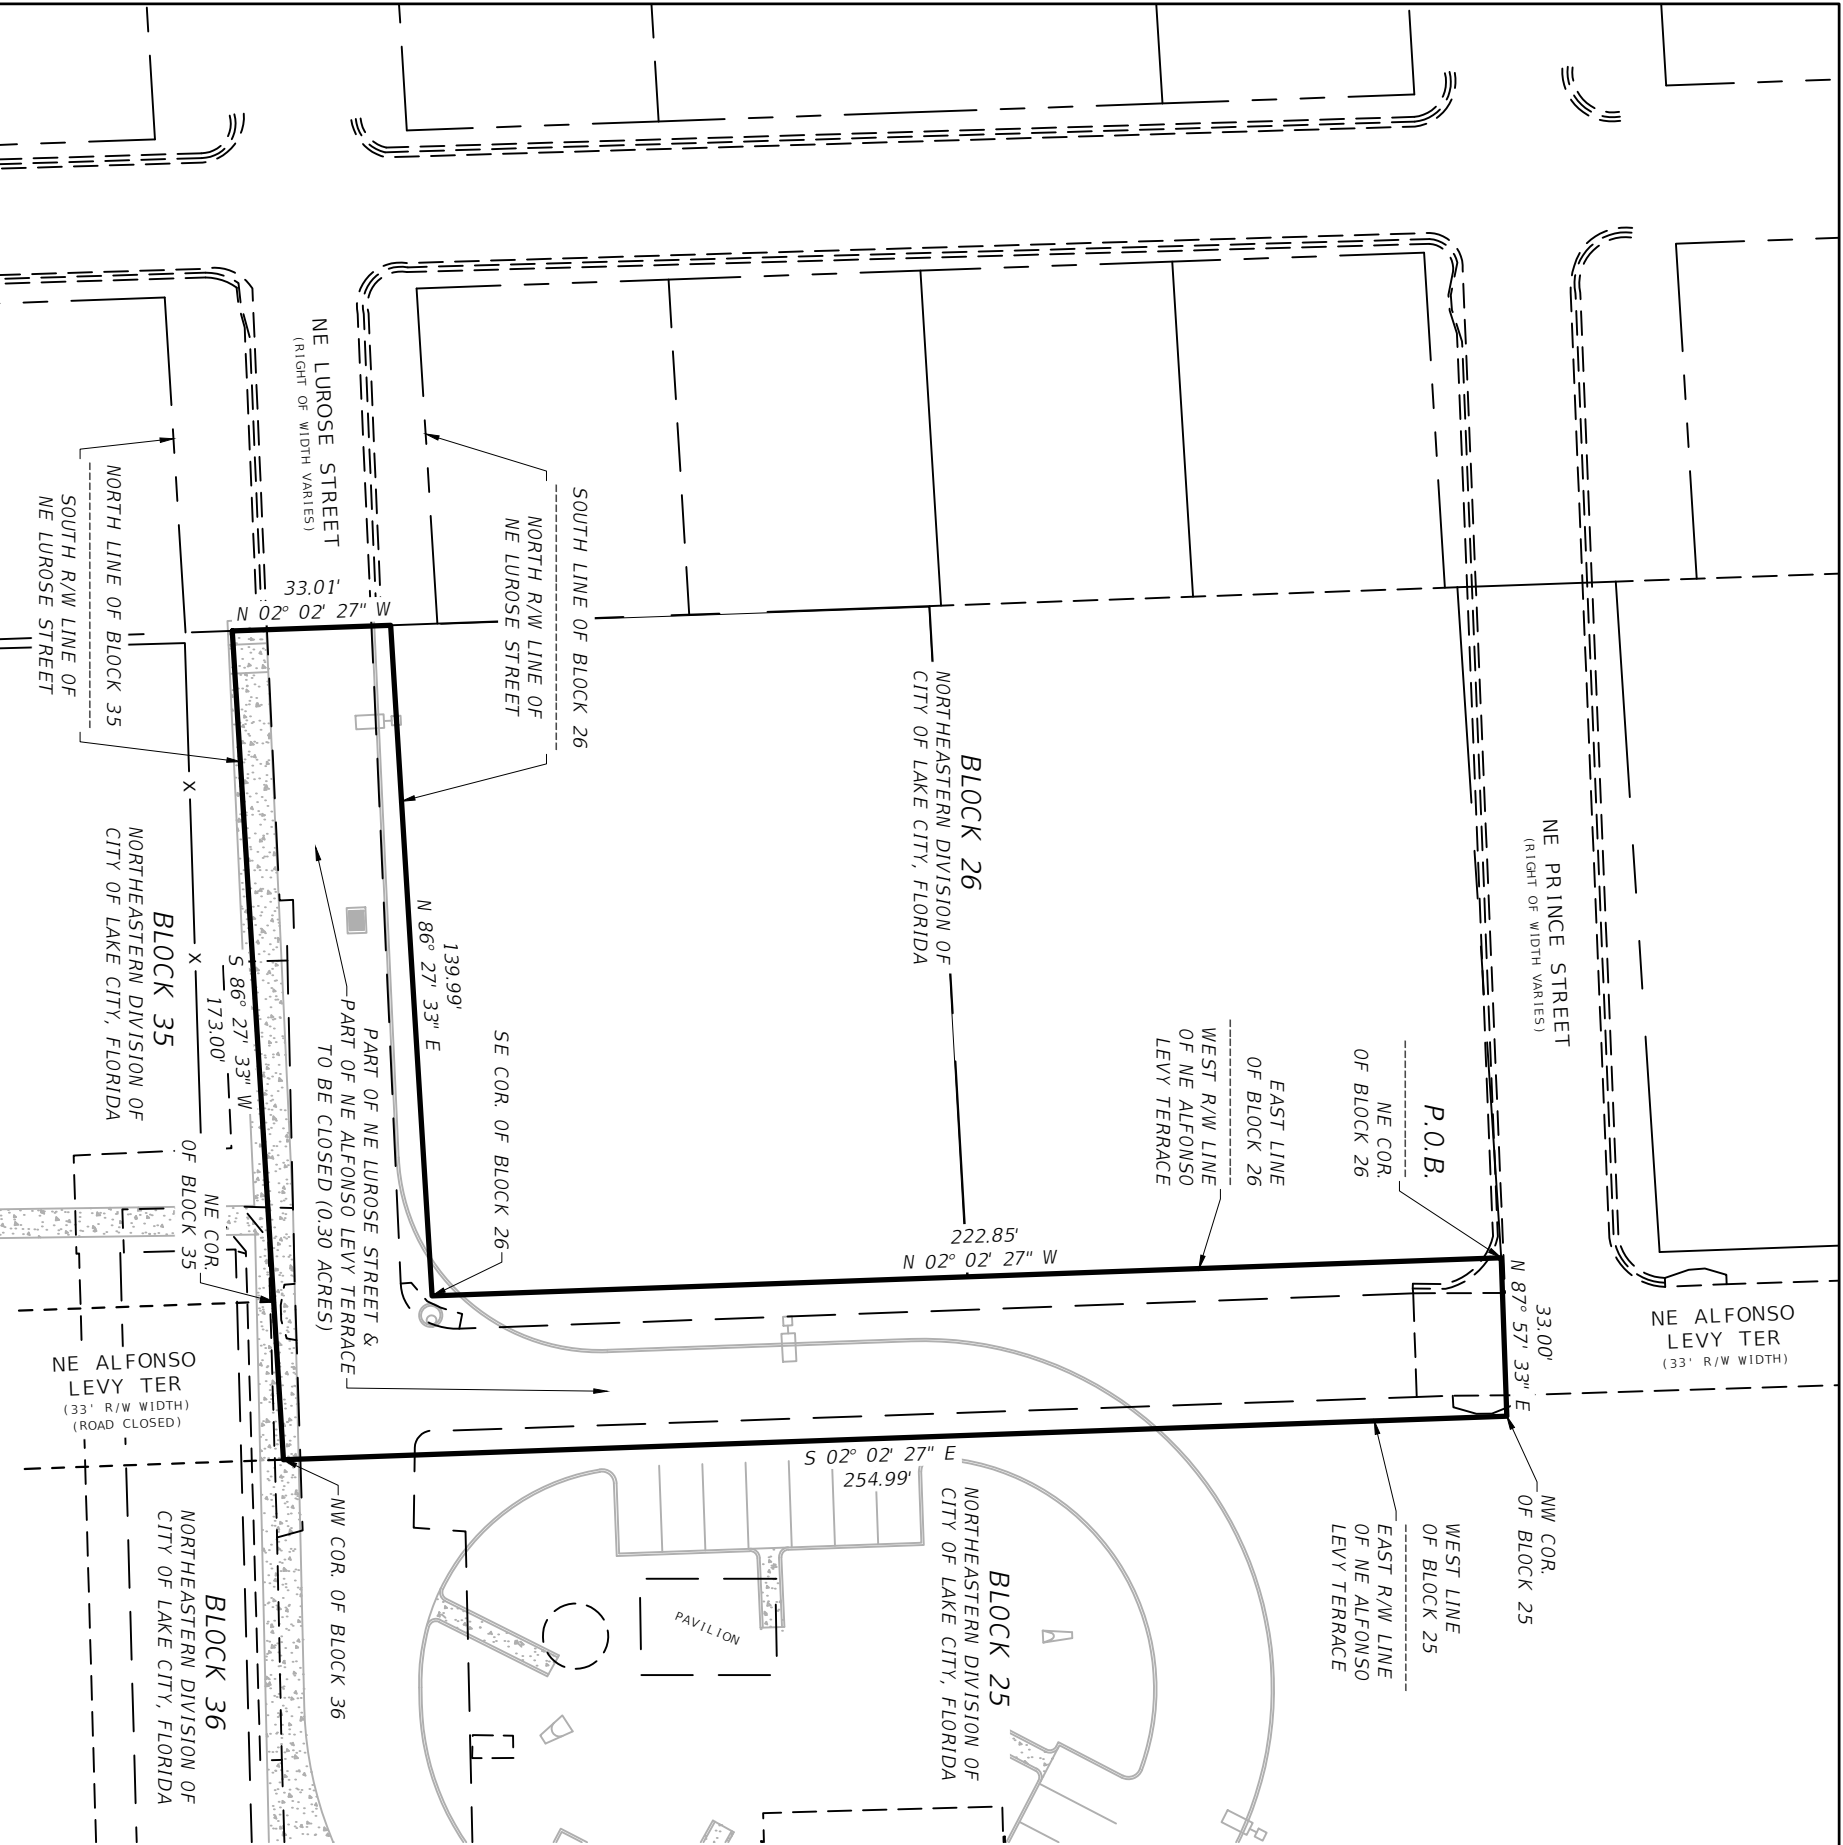 NE LUROSE STREET
(RIGHT OF WIDTH VARIES)
NORTH LINE OF BLOCK 35
SOUTH R/W LINE OF
NE LUROSE STREET
SOUTH LINE OF BLOCK 26
NORTH R/W LINE OF
NE LUROSE STREET
33.01'
N 02° 02' 27" W
BLOCK 26
NORTHEASTERN DIVISION OF
CITY OF LAKE CITY, FLORIDA
NE PRINCE STREET
(RIGHT OF WIDTH VARIES)
X
X
BLOCK 35
NORTHEASTERN DIVISION OF
CITY OF LAKE CITY, FLORIDA
S 86° 27' 33" W
173.00'
139.99'
N 86° 27' 33" E
PART OF NE LUROSE STREET &
PART OF NE ALFONSO LEVY TERRACE
TO BE CLOSED (0.30 ACRES)
SE COR. OF BLOCK 26
EAST LINE
OF BLOCK 26
WEST R/W LINE
OF NE ALFONSO
LEVY TERRACE
P.O.B.
NE COR.
OF BLOCK 26
NE COR.
OF BLOCK 35
222.85'
N 02° 02' 27" W
33.00'
N 87° 57' 33" E
NE ALFONSO
LEVY TER
(33' R/W WIDTH)
NE ALFONSO
LEVY TER
(33' R/W WIDTH)
(ROAD CLOSED)
S 02° 02' 27" E
254.99'
NW COR. OF BLOCK 36
BLOCK 36
NORTHEASTERN DIVISION OF
CITY OF LAKE CITY, FLORIDA
PAVILION
BLOCK 25
NORTHEASTERN DIVISION OF
CITY OF LAKE CITY, FLORIDA
WEST LINE
OF BLOCK 25
EAST R/W LINE
OF NE ALFONSO
LEVY TERRACE
NW COR.
OF BLOCK 25